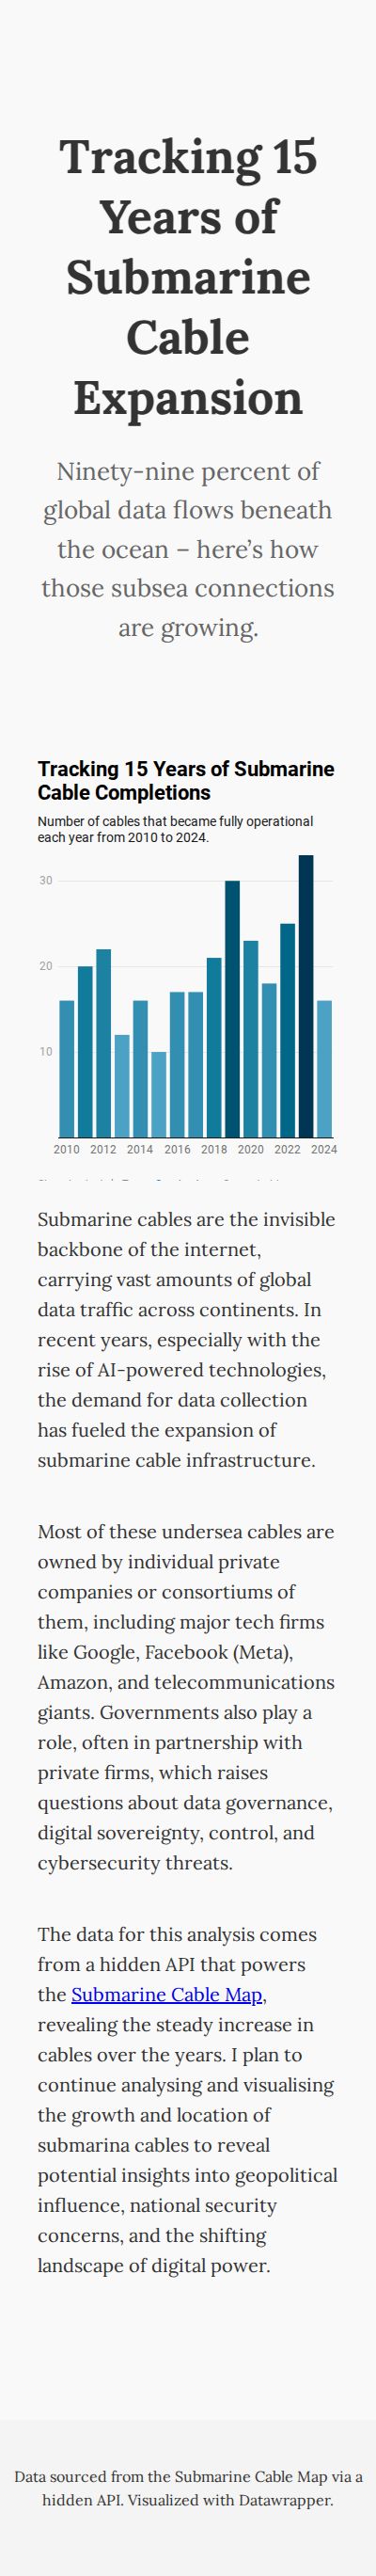 Tracking 15
Years of
Submarine
Cable
Expansion
Ninety-nine percent of
global data flows beneath
the ocean – here’s how
those subsea connections
are growing.
Tracking 15 Years of Submarine
Cable Completions
Number of cables that became fully operational
each year from 2010 to 2024.
30
20
10
2010 2012 2014 2016 2018 2020 2022 2024
Submarine cables are the invisible
backbone of the internet,
carrying vast amounts of global
data traffic across continents. In
recent years, especially with the
rise of AI-powered technologies,
the demand for data collection
has fueled the expansion of
submarine cable infrastructure.
Most of these undersea cables are
owned by individual private
companies or consortiums of
them, including major tech firms
like Google, Facebook (Meta),
Amazon, and telecommunications
giants. Governments also play a
role, often in partnership with
private firms, which raises
questions about data governance,
digital sovereignty, control, and
cybersecurity threats.
The data for this analysis comes
from a hidden API that powers
the Submarine Cable Map,
revealing the steady increase in
cables over the years. I plan to
continue analysing and visualising
the growth and location of
submarina cables to reveal
potential insights into geopolitical
influence, national security
concerns, and the shifting
landscape of digital power.
Data sourced from the Submarine Cable Map via a
hidden API. Visualized with Datawrapper.